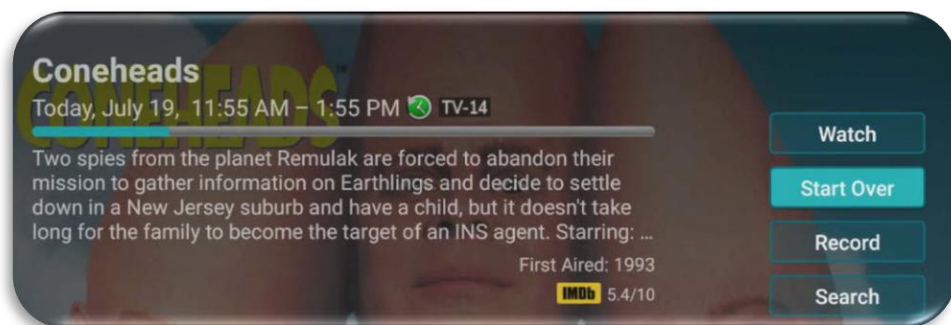 Coneheads
CONEHEADS™
Today, July 19, 11:55 AM – 1:55 PM TV-14
Two spies from the planet Remulak are forced to abandon their
mission to gather information on Earthlings and decide to settle
down in a New Jersey suburb and have a child, but it doesn't take
long for the family to become the target of an INS agent. Starring: ...
First Aired: 1993
IMDb 5.4/10
Watch
Start Over
Record
Search